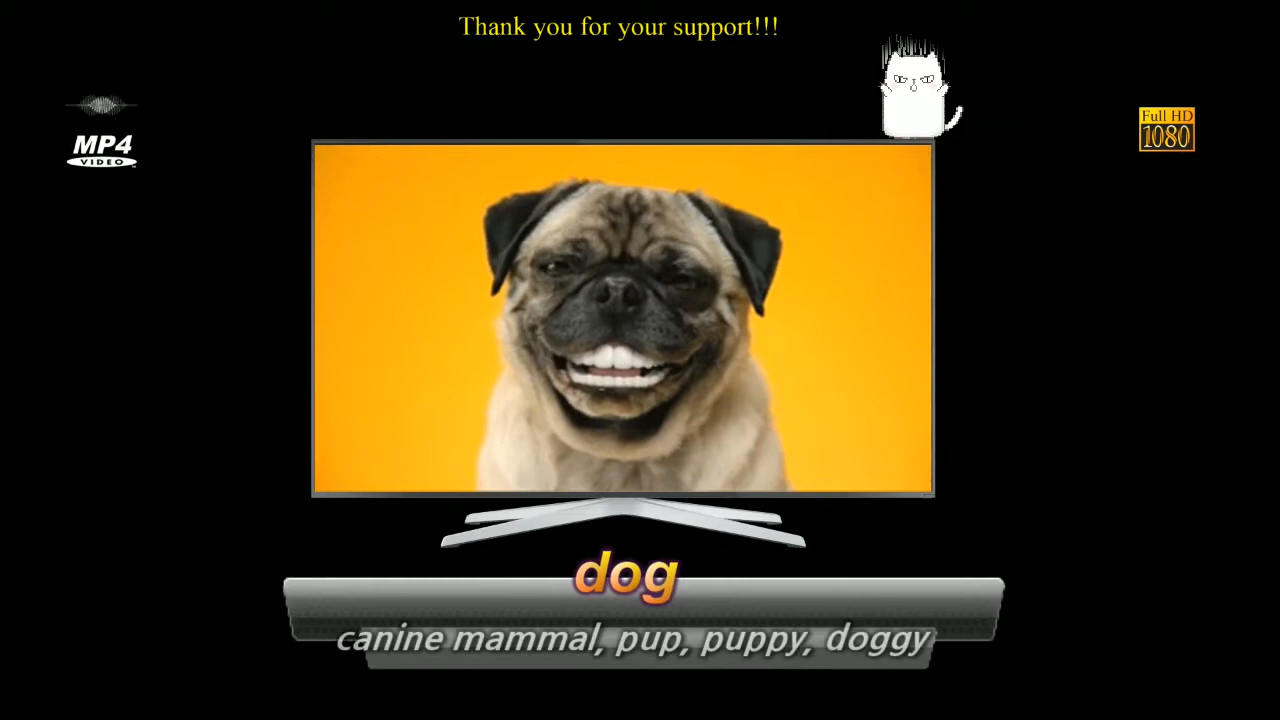 Thank you for your support!!!
MP4
VIDEO
Full HD
1080
dog
canine mammal, pup, puppy, doggy